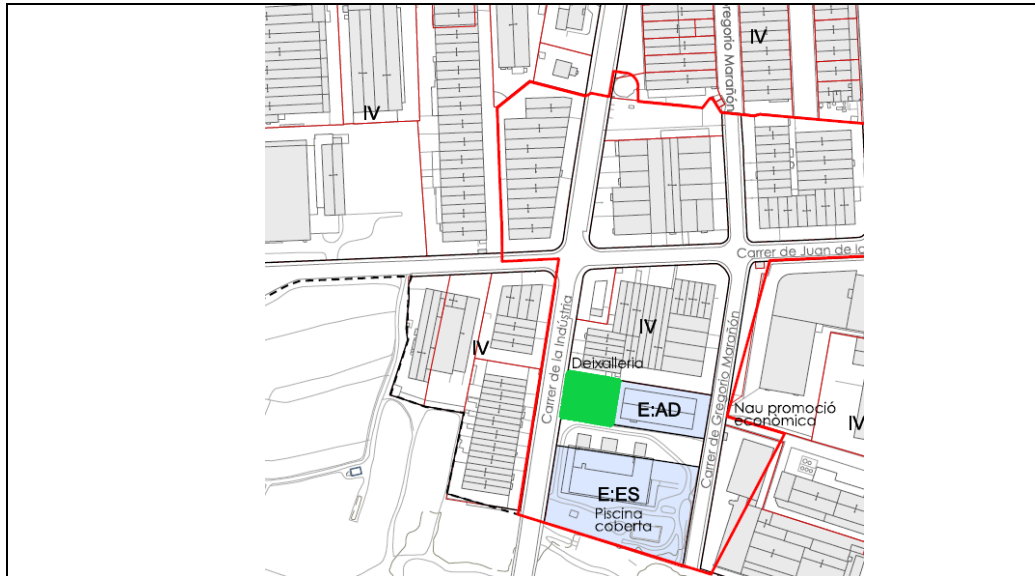 regorio Marañón
IV
IV
Carrer de Juan de la
Carrer de la Indústria
IV
IV
Carrer de Gregorio Marañón
Deixalleria
E:AD
Nau promoció
econòmica
IV
E:ES
Piscina
coberta